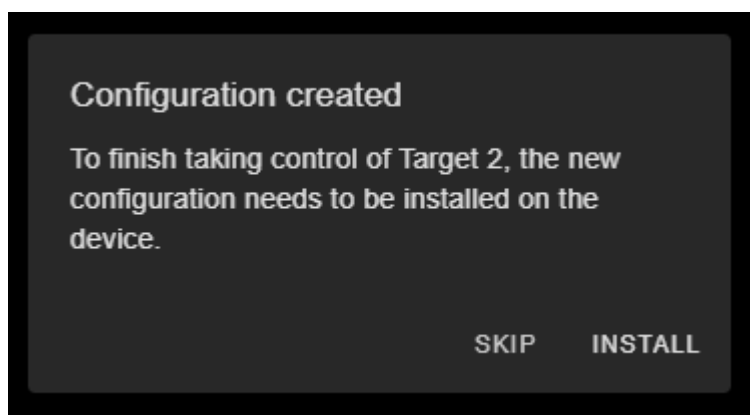 Configuration created
To finish taking control of Target 2, the new
configuration needs to be installed on the
device.
SKIP INSTALL